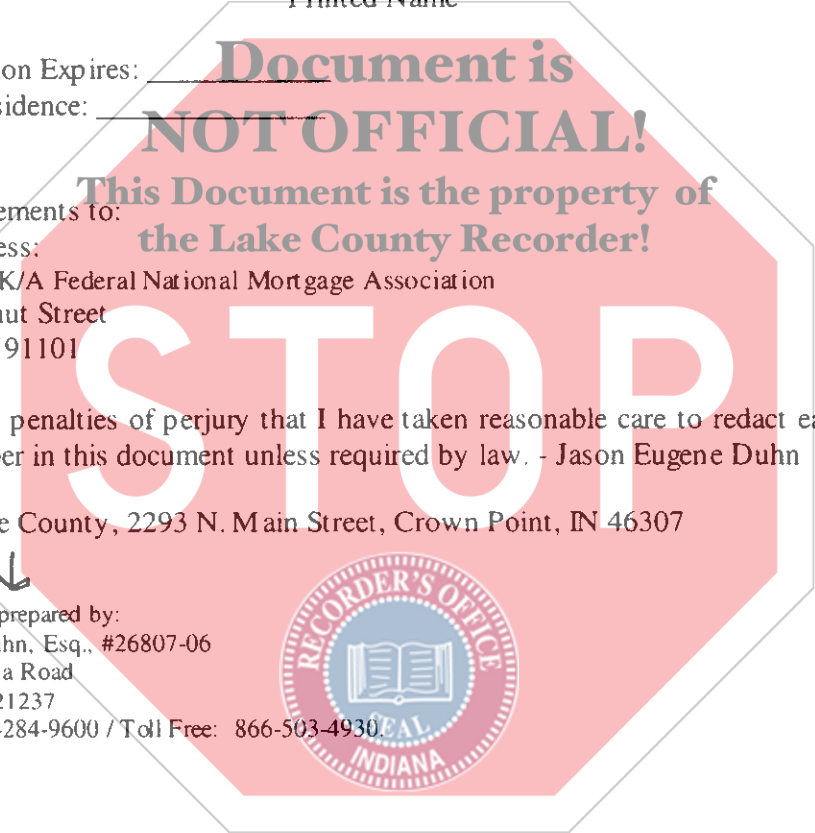 Printed Name
on Expires:
sidence:
Document is
NOT OFFICIAL!
This Document is the property of
the Lake County Recorder!
ements to:
ess:
K/A Federal National Mortgage Association
ut Street
91101
STOP
penalties of perjury that I have taken reasonable care to redact ea
er in this document unless required by law. - Jason Eugene Duhn
e County, 2293 N. Main Street, Crown Point, IN 46307
prepared by:
hn, Esq., #26807-06
a Road
21237
-284-9600 / Toll Free: 866-503-4930.
RECORDER'S OFFICE
SEAL
INDIANA